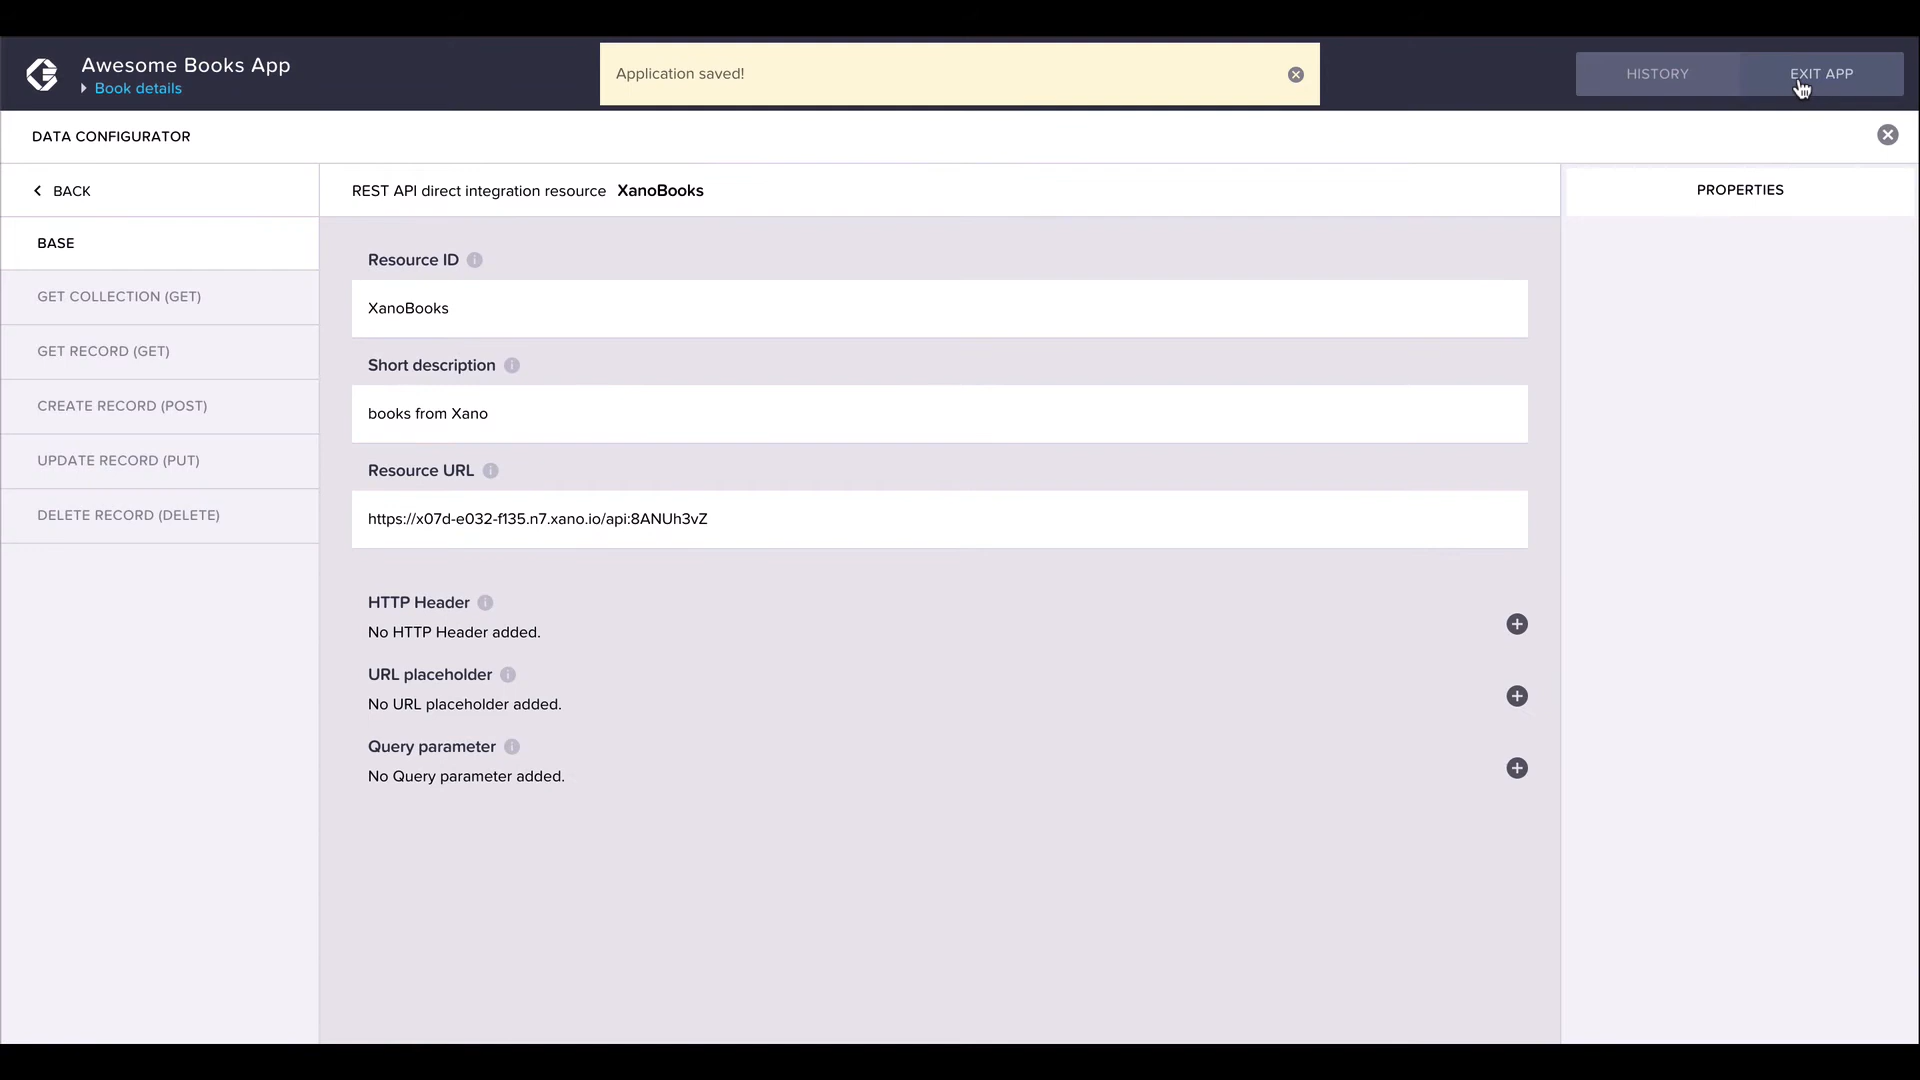 Awesome Books App
Book details
Application saved!
HISTORY
EXIT APP
DATA CONFIGURATOR
BACK
REST API direct integration resource XanoBooks
PROPERTIES
BASE
GET COLLECTION (GET)
GET RECORD (GET)
CREATE RECORD (POST)
UPDATE RECORD (PUT)
DELETE RECORD (DELETE)
Resource ID
XanoBooks
Short description
books from Xano
Resource URL
https://x07d-e032-f135.n7.xano.io/api:8ANUh3vZ
HTTP Header
No HTTP Header added.
URL placeholder
No URL placeholder added.
Query parameter
No Query parameter added.